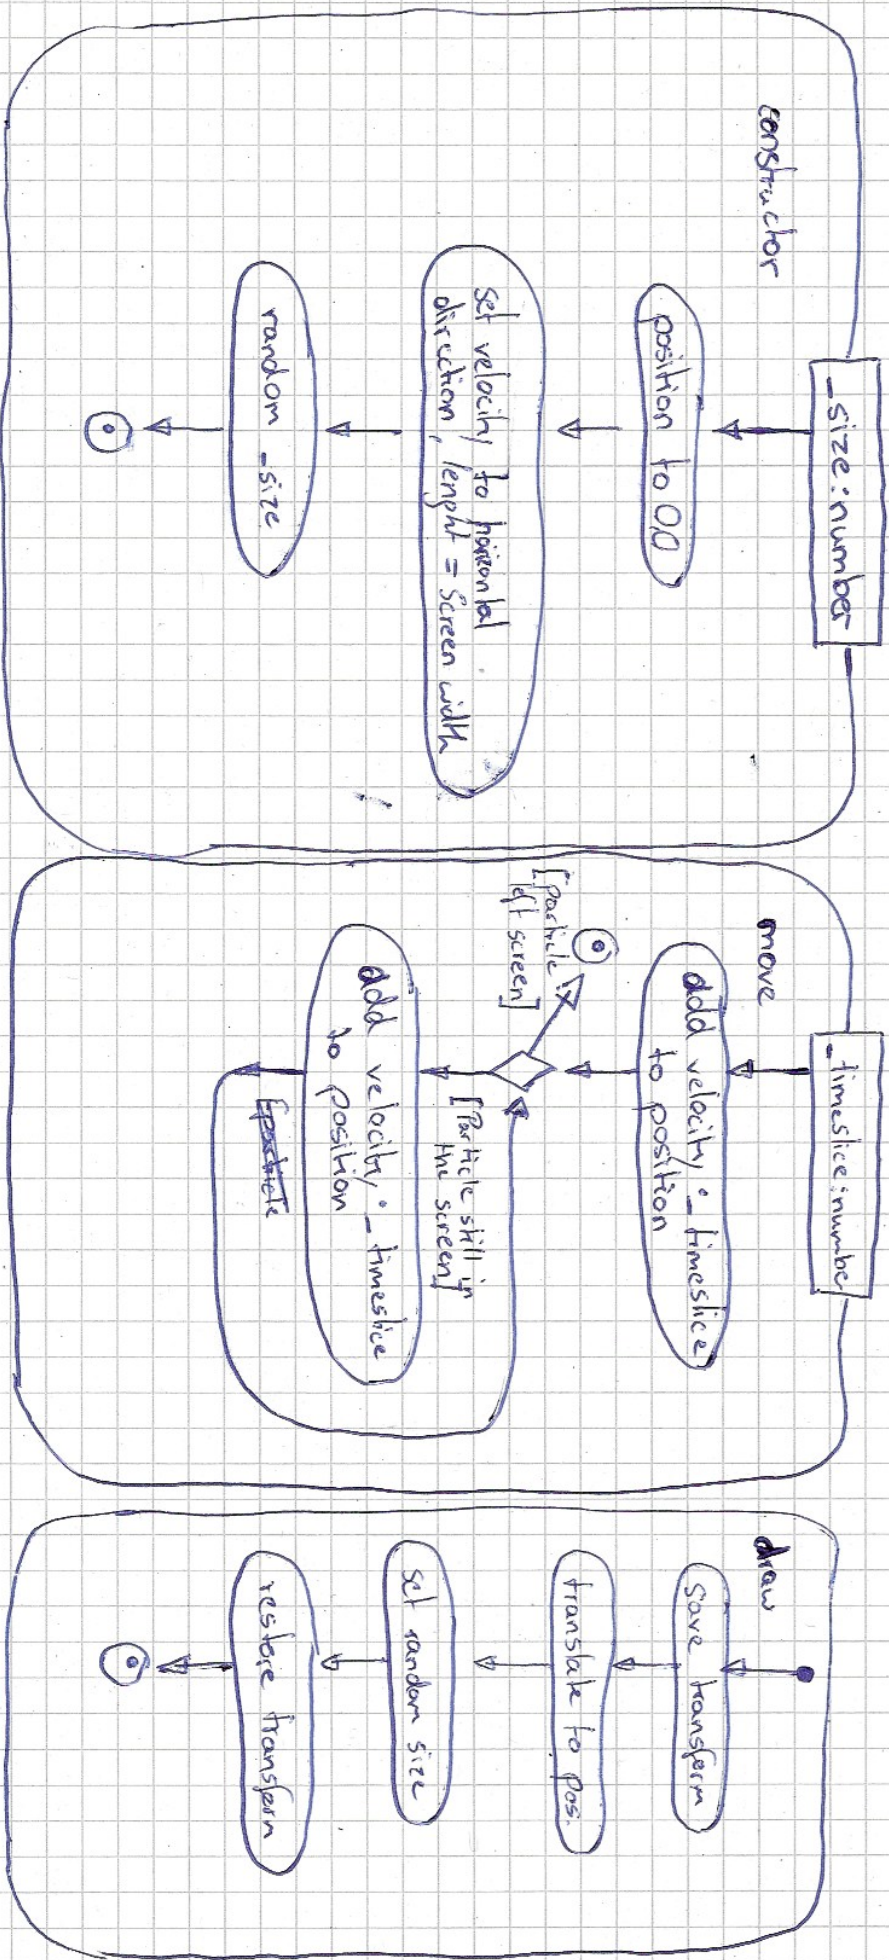 constructor
_size:number
position to 0,0
set velocity to horizontal
direction, lenght = Screen width
random _size
move
_timeslice:number
add velocity · _timeslice
to position
[particle
left screen]
[Particle still in
the screen]
add velocity · _timeslice
to position
draw
save transform
translate to pos.
set random size
restore transform